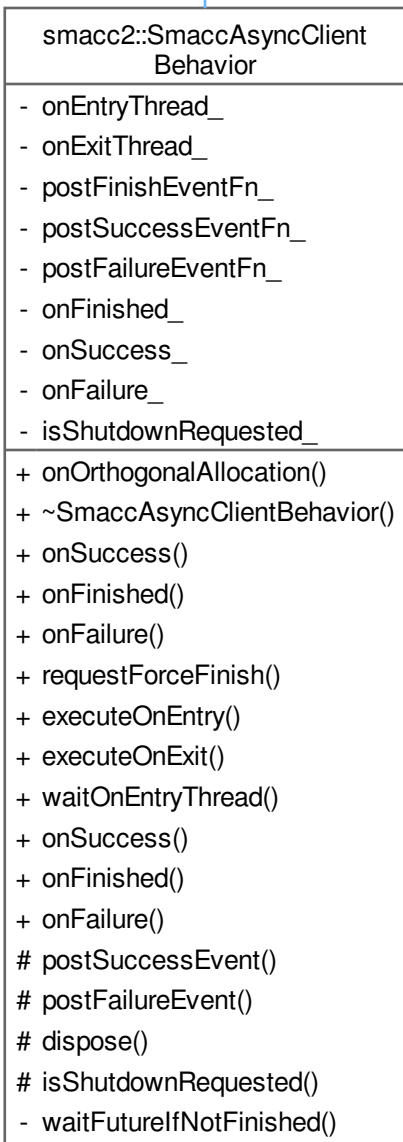 smacc2::SmaccAsyncClient
Behavior
- onEntryThread_
- onExitThread_
- postFinishEventFn_
- postSuccessEventFn_
- postFailureEventFn_
- onFinished_
- onSuccess_
- onFailure_
- isShutdownRequested_
+ onOrthogonalAllocation()
+ ~SmaccAsyncClientBehavior()
+ onSuccess()
+ onFinished()
+ onFailure()
+ requestForceFinish()
+ executeOnEntry()
+ executeOnExit()
+ waitOnEntryThread()
+ onSuccess()
+ onFinished()
+ onFailure()
# postSuccessEvent()
# postFailureEvent()
# dispose()
# isShutdownRequested()
- waitFutureIfNotFinished()